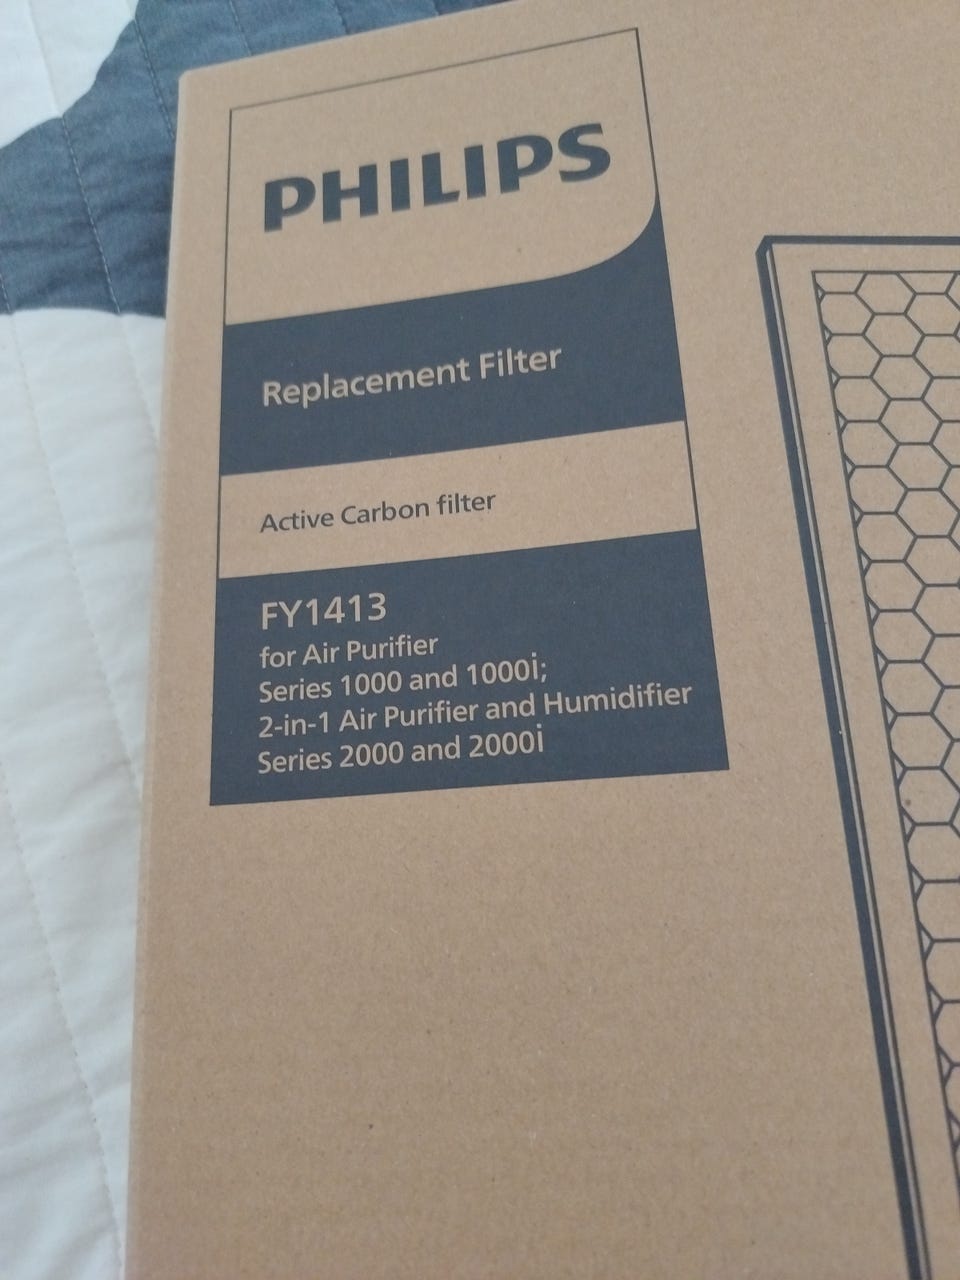 PHILIPS
Replacement Filter
Active Carbon filter
FY1413
for Air Purifier
Series 1000 and 1000i;
2-in-1 Air Purifier and Humidifier
Series 2000 and 2000i